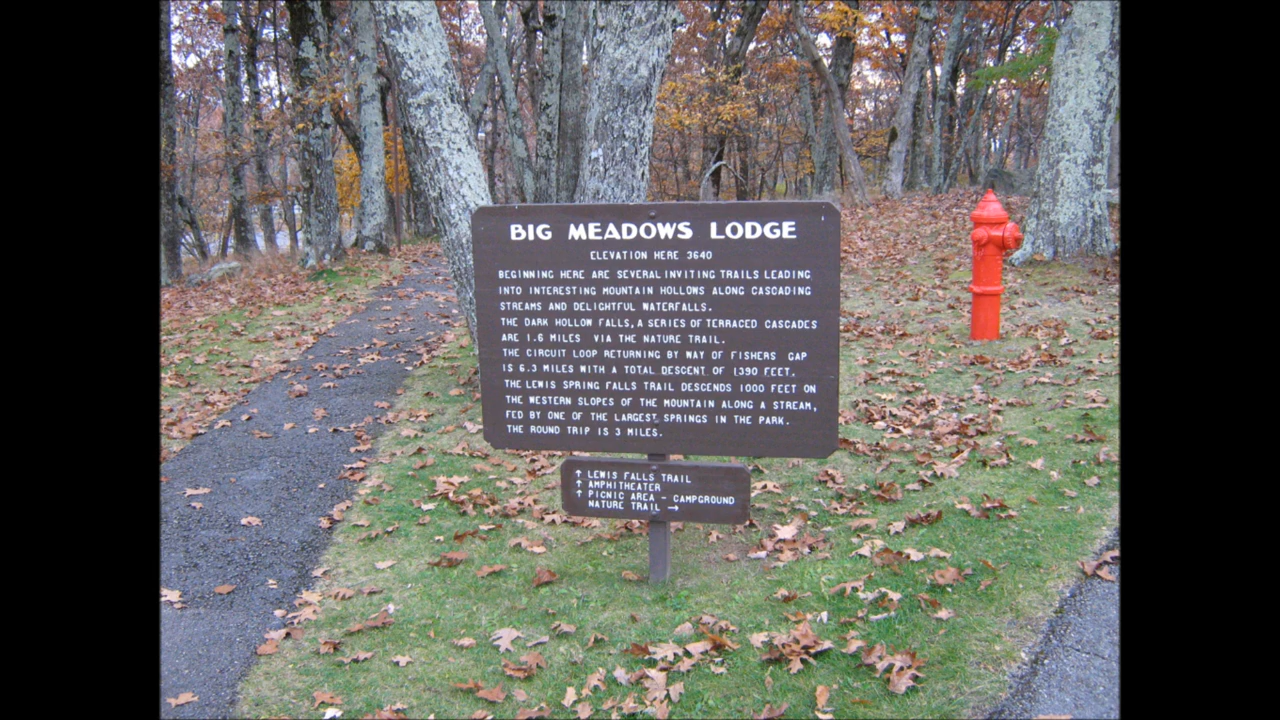 BIG MEADOWS LODGE
ELEVATION HERE 3640
BEGINNING HERE ARE SEVERAL INVITING TRAILS LEADING
INTO INTERESTING MOUNTAIN HOLLOWS ALONG CASCADING
STREAMS AND DELIGHTFUL WATERFALLS.
THE DARK HOLLOW FALLS, A SERIES OF TERRACED CASCADES
ARE 1.6 MILES VIA THE NATURE TRAIL.
THE CIRCUIT LOOP RETURNING BY WAY OF FISHERS GAP
IS 6.3 MILES WITH A TOTAL DESCENT OF 1390 FEET.
THE LEWIS SPRING FALLS TRAIL DESCENDS 1000 FEET ON
THE WESTERN SLOPES OF THE MOUNTAIN ALONG A STREAM,
FED BY ONE OF THE LARGEST SPRINGS IN THE PARK.
THE ROUND TRIP IS 3 MILES.
↑ LEWIS FALLS TRAIL
↑ AMPHITHEATER
↑ PICNIC AREA - CAMPGROUND
NATURE TRAIL →